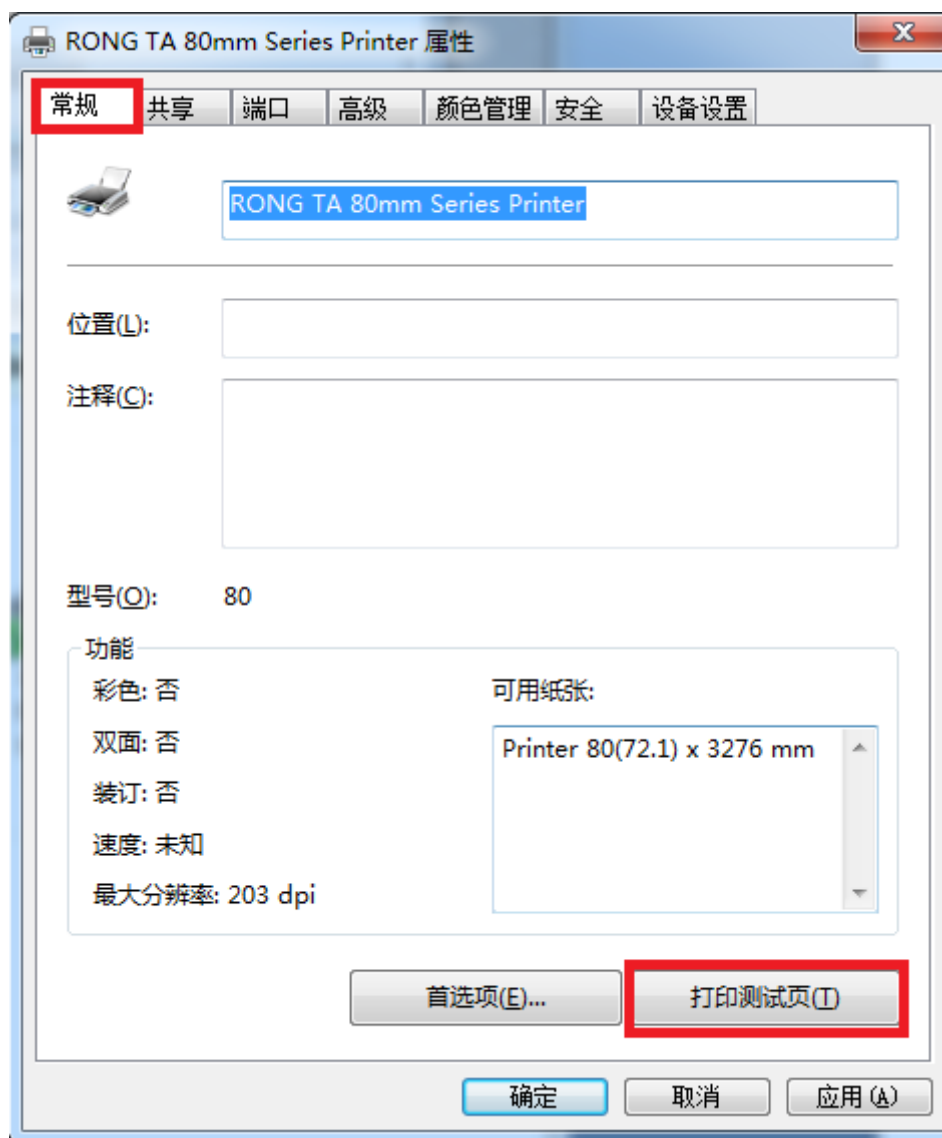 RONG TA 80mm Series Printer 属性
常规 共享 端口 高级 颜色管理 安全 设备设置
RONG TA 80mm Series Printer
位置(L):
注释(C):
型号(O): 80
功能
彩色: 否
可用纸张:
双面: 否
Printer 80(72.1) x 3276 mm
装订: 否
速度: 未知
最大分辨率: 203 dpi
首选项(E)... 打印测试页(T)
确定 取消 应用(A)